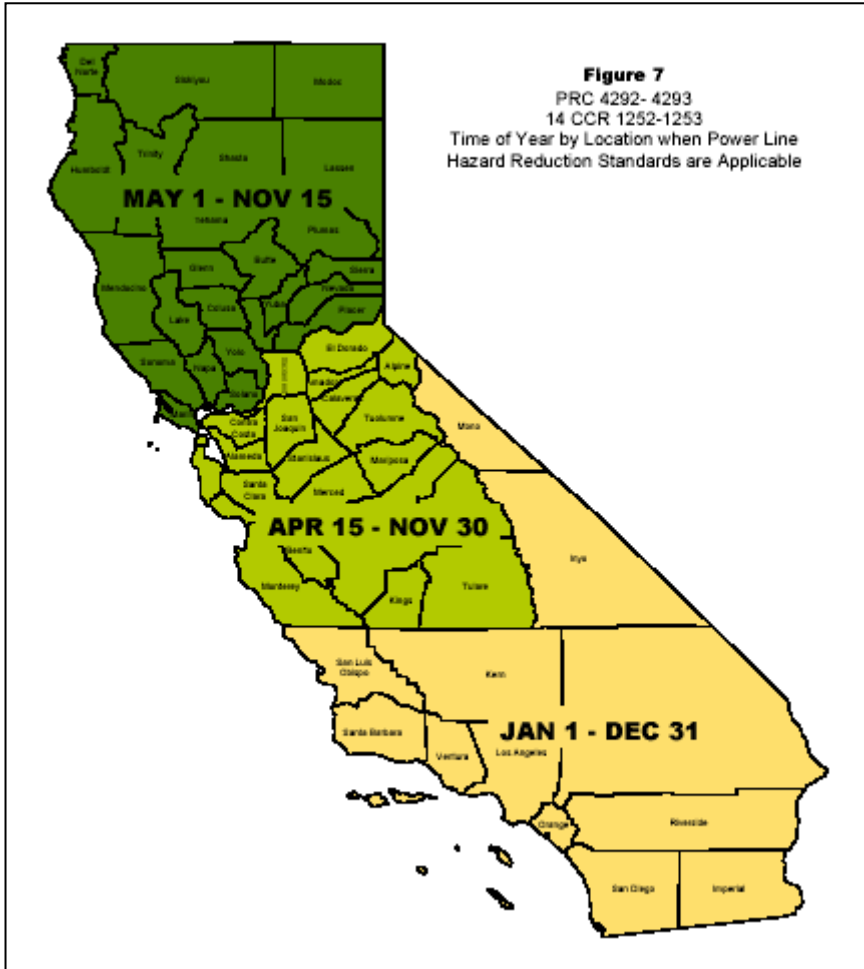 Figure 7
PRC 4292- 4293
14 CCR 1252-1253
Time of Year by Location when Power Line
Hazard Reduction Standards are Applicable
Del
Norte
Siskiyou
Modoc
Humboldt
Trinity
Shasta
Lassen
MAY 1 - NOV 15
Tehama
Plumas
Mendocino
Glenn
Butte
Sierra
Lake
Colusa
Yuba
Nevada
Placer
Sonoma
Napa
Yolo
Solano
Marin
El Dorado
Alpine
Amador
Calaveras
Contra
Costa
San
Joaquin
Tuolumne
Mono
Alameda
Stanislaus
Mariposa
Santa
Clara
Merced
APR 15 - NOV 30
Benito
Inyo
Monterey
Kings
Tulare
San Luis
Obispo
Kern
Santa Barbara
Ventura
JAN 1 - DEC 31
Los Angeles
Orange
Riverside
San Diego
Imperial